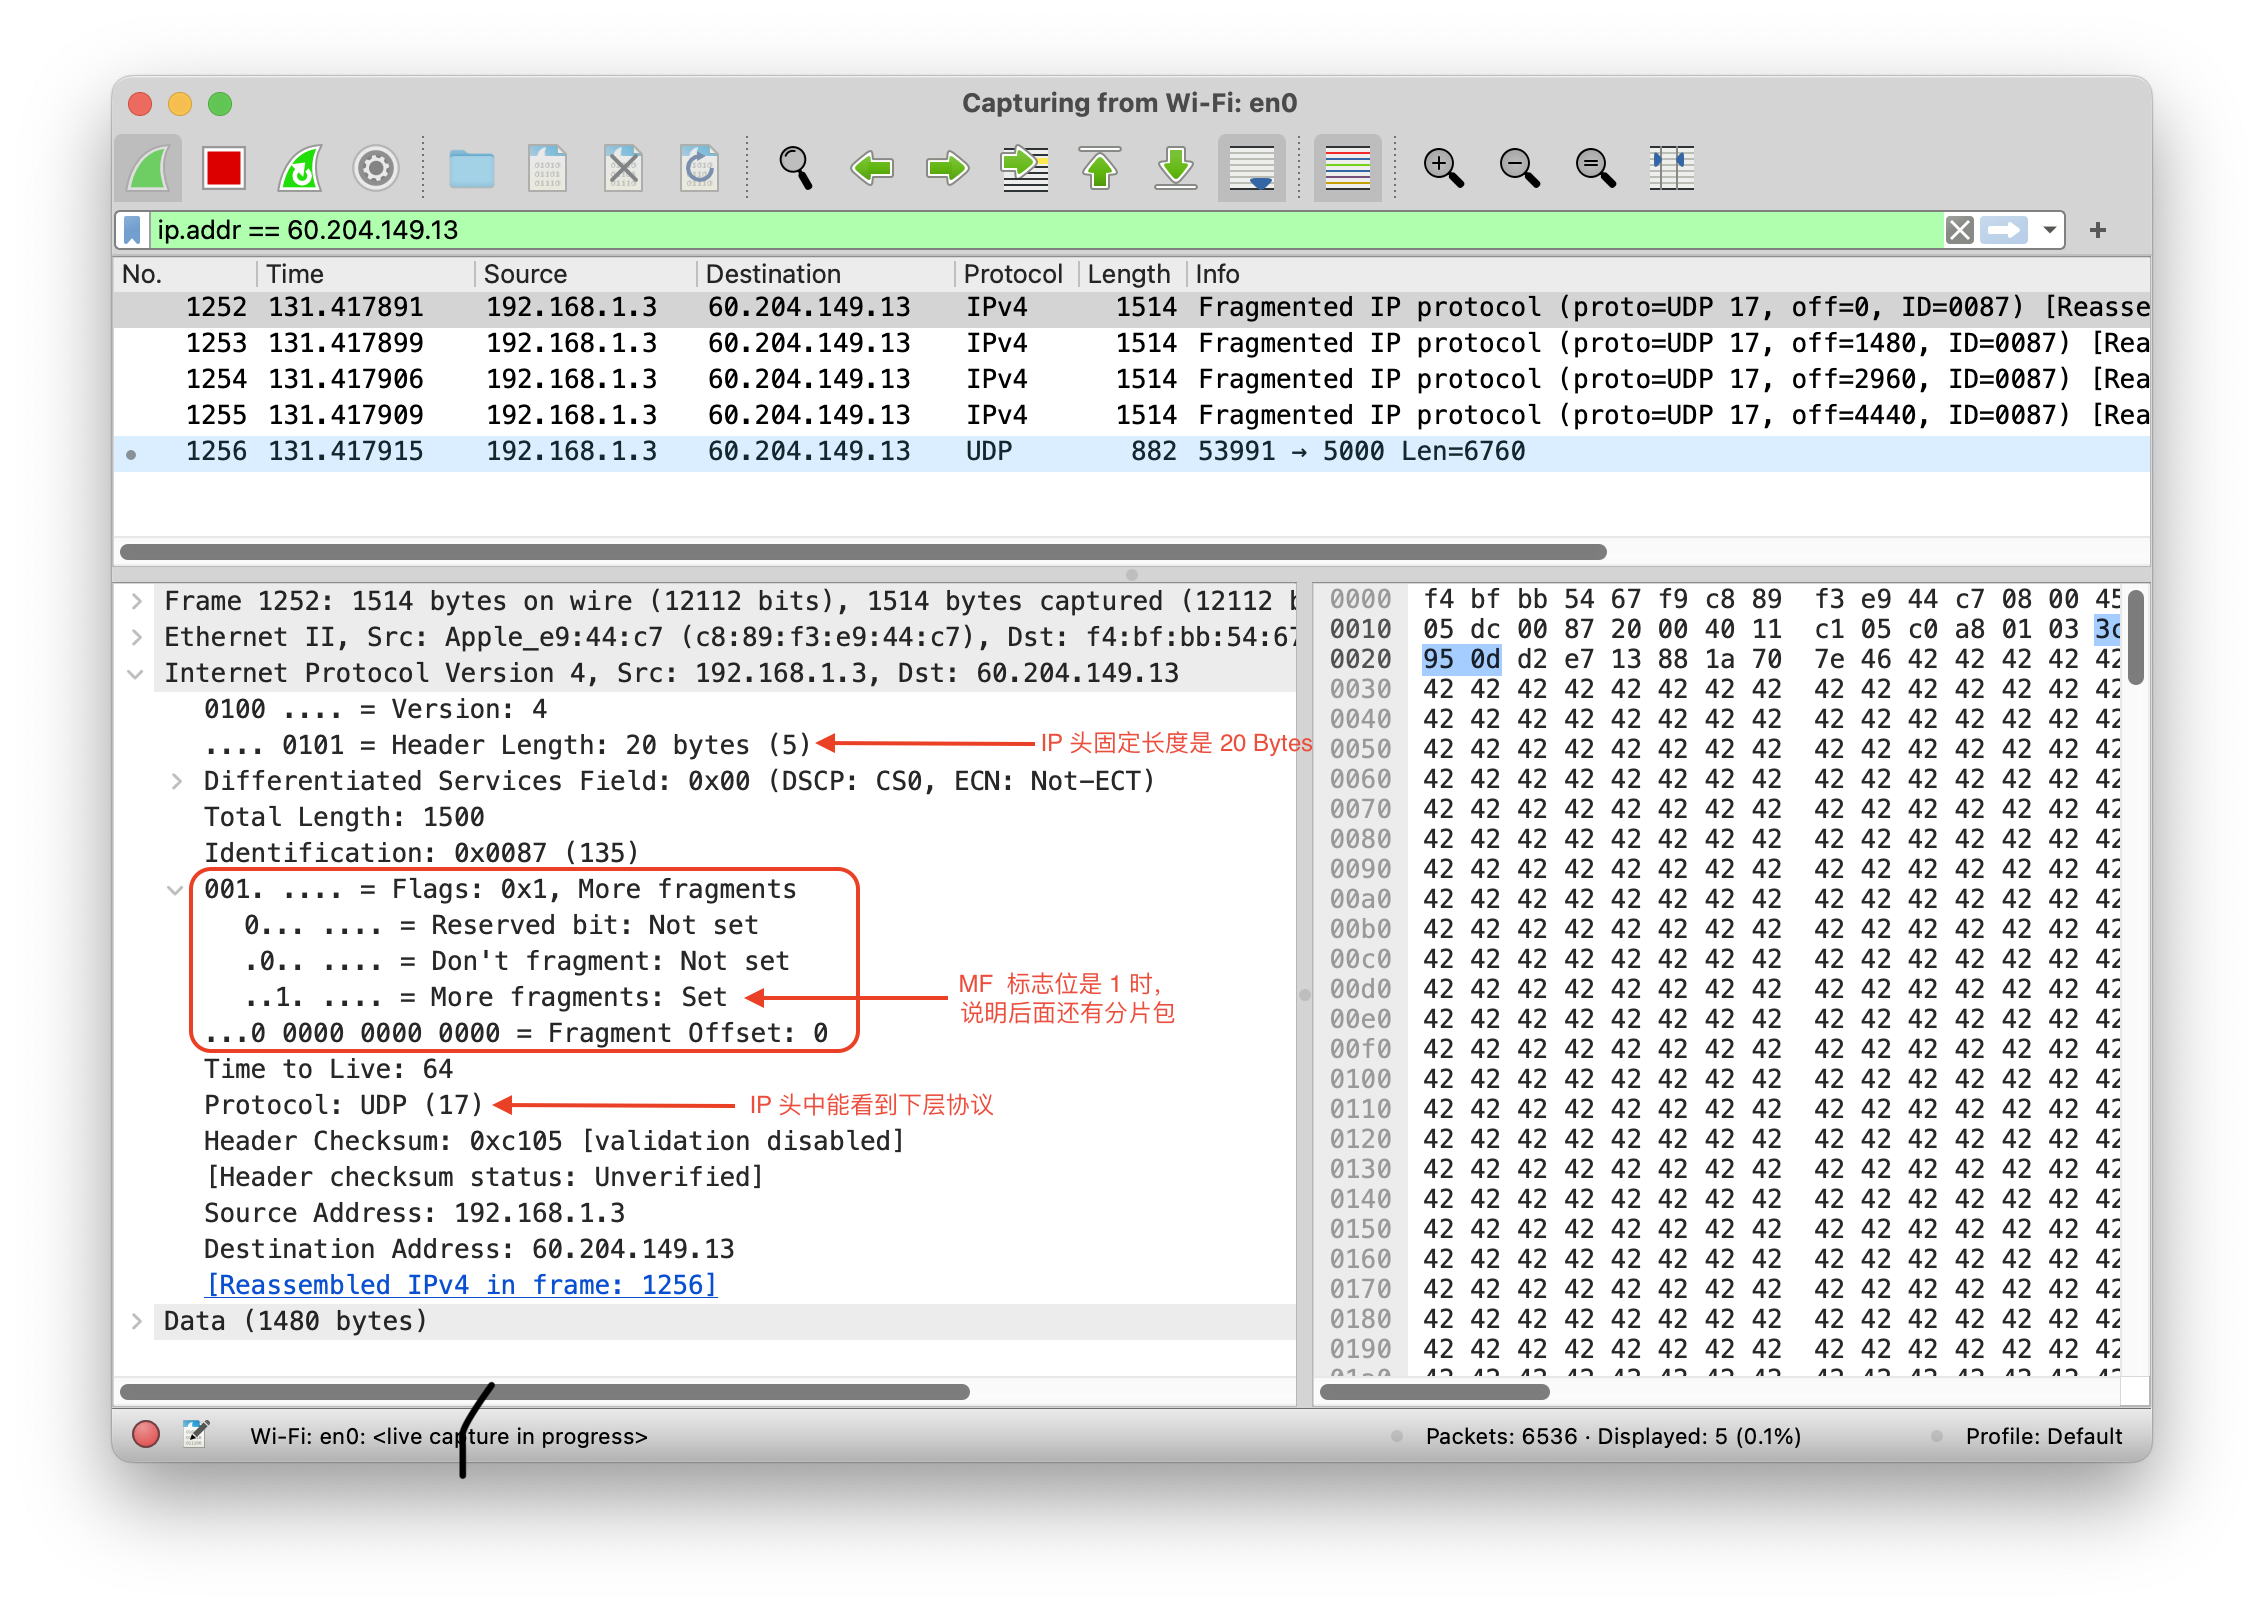 Capturing from Wi-Fi: en0
ip.addr == 60.204.149.13
No. Time Source Destination Protocol Length Info
1252 131.417891 192.168.1.3 60.204.149.13 IPv4 1514 Fragmented IP protocol (proto=UDP 17, off=0, ID=0087) [Reasse
1253 131.417899 192.168.1.3 60.204.149.13 IPv4 1514 Fragmented IP protocol (proto=UDP 17, off=1480, ID=0087) [Rea
1254 131.417906 192.168.1.3 60.204.149.13 IPv4 1514 Fragmented IP protocol (proto=UDP 17, off=2960, ID=0087) [Rea
1255 131.417909 192.168.1.3 60.204.149.13 IPv4 1514 Fragmented IP protocol (proto=UDP 17, off=4440, ID=0087) [Rea
1256 131.417915 192.168.1.3 60.204.149.13 UDP 882 53991 → 5000 Len=6760
Frame 1252: 1514 bytes on wire (12112 bits), 1514 bytes captured (12112 b
Ethernet II, Src: Apple_e9:44:c7 (c8:89:f3:e9:44:c7), Dst: f4:bf:bb:54:67
Internet Protocol Version 4, Src: 192.168.1.3, Dst: 60.204.149.13
0100 .... = Version: 4
.... 0101 = Header Length: 20 bytes (5)
IP 头固定长度是 20 Bytes
Differentiated Services Field: 0x00 (DSCP: CS0, ECN: Not-ECT)
Total Length: 1500
Identification: 0x0087 (135)
001. .... = Flags: 0x1, More fragments
0... .... = Reserved bit: Not set
.0.. .... = Don't fragment: Not set
..1. .... = More fragments: Set
MF 标志位是 1 时,
说明后面还有分片包
...0 0000 0000 0000 = Fragment Offset: 0
Time to Live: 64
Protocol: UDP (17)
IP 头中能看到下层协议
Header Checksum: 0xc105 [validation disabled]
[Header checksum status: Unverified]
Source Address: 192.168.1.3
Destination Address: 60.204.149.13
[Reassembled IPv4 in frame: 1256]
Data (1480 bytes)
0000 f4 bf bb 54 67 f9 c8 89 f3 e9 44 c7 08 00 45
0010 05 dc 00 87 20 00 40 11 c1 05 c0 a8 01 03 3c
0020 95 0d d2 e7 13 88 1a 70 7e 46 42 42 42 42 42
0030 42 42 42 42 42 42 42 42 42 42 42 42 42 42 42
0040 42 42 42 42 42 42 42 42 42 42 42 42 42 42 42
0050 42 42 42 42 42 42 42 42 42 42 42 42 42 42 42
0060 42 42 42 42 42 42 42 42 42 42 42 42 42 42 42
0070 42 42 42 42 42 42 42 42 42 42 42 42 42 42 42
0080 42 42 42 42 42 42 42 42 42 42 42 42 42 42 42
0090 42 42 42 42 42 42 42 42 42 42 42 42 42 42 42
00a0 42 42 42 42 42 42 42 42 42 42 42 42 42 42 42
00b0 42 42 42 42 42 42 42 42 42 42 42 42 42 42 42
00c0 42 42 42 42 42 42 42 42 42 42 42 42 42 42 42
00d0 42 42 42 42 42 42 42 42 42 42 42 42 42 42 42
00e0 42 42 42 42 42 42 42 42 42 42 42 42 42 42 42
00f0 42 42 42 42 42 42 42 42 42 42 42 42 42 42 42
0100 42 42 42 42 42 42 42 42 42 42 42 42 42 42 42
0110 42 42 42 42 42 42 42 42 42 42 42 42 42 42 42
0120 42 42 42 42 42 42 42 42 42 42 42 42 42 42 42
0130 42 42 42 42 42 42 42 42 42 42 42 42 42 42 42
0140 42 42 42 42 42 42 42 42 42 42 42 42 42 42 42
0150 42 42 42 42 42 42 42 42 42 42 42 42 42 42 42
0160 42 42 42 42 42 42 42 42 42 42 42 42 42 42 42
0170 42 42 42 42 42 42 42 42 42 42 42 42 42 42 42
0180 42 42 42 42 42 42 42 42 42 42 42 42 42 42 42
0190 42 42 42 42 42 42 42 42 42 42 42 42 42 42 42
Wi-Fi: en0: <live capture in progress>
Packets: 6536 · Displayed: 5 (0.1%)
Profile: Default